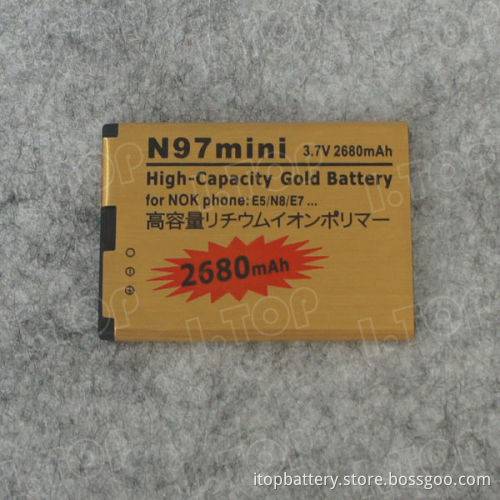 N97mini 3.7V 2680mAh
High-Capacity Gold Battery
for NOK phone: E5/N8/E7 ...
高容量リチウムイオンポリマー
2680mAh
I.TOP
I.TOP
itopbattery.store.bossgoo.com